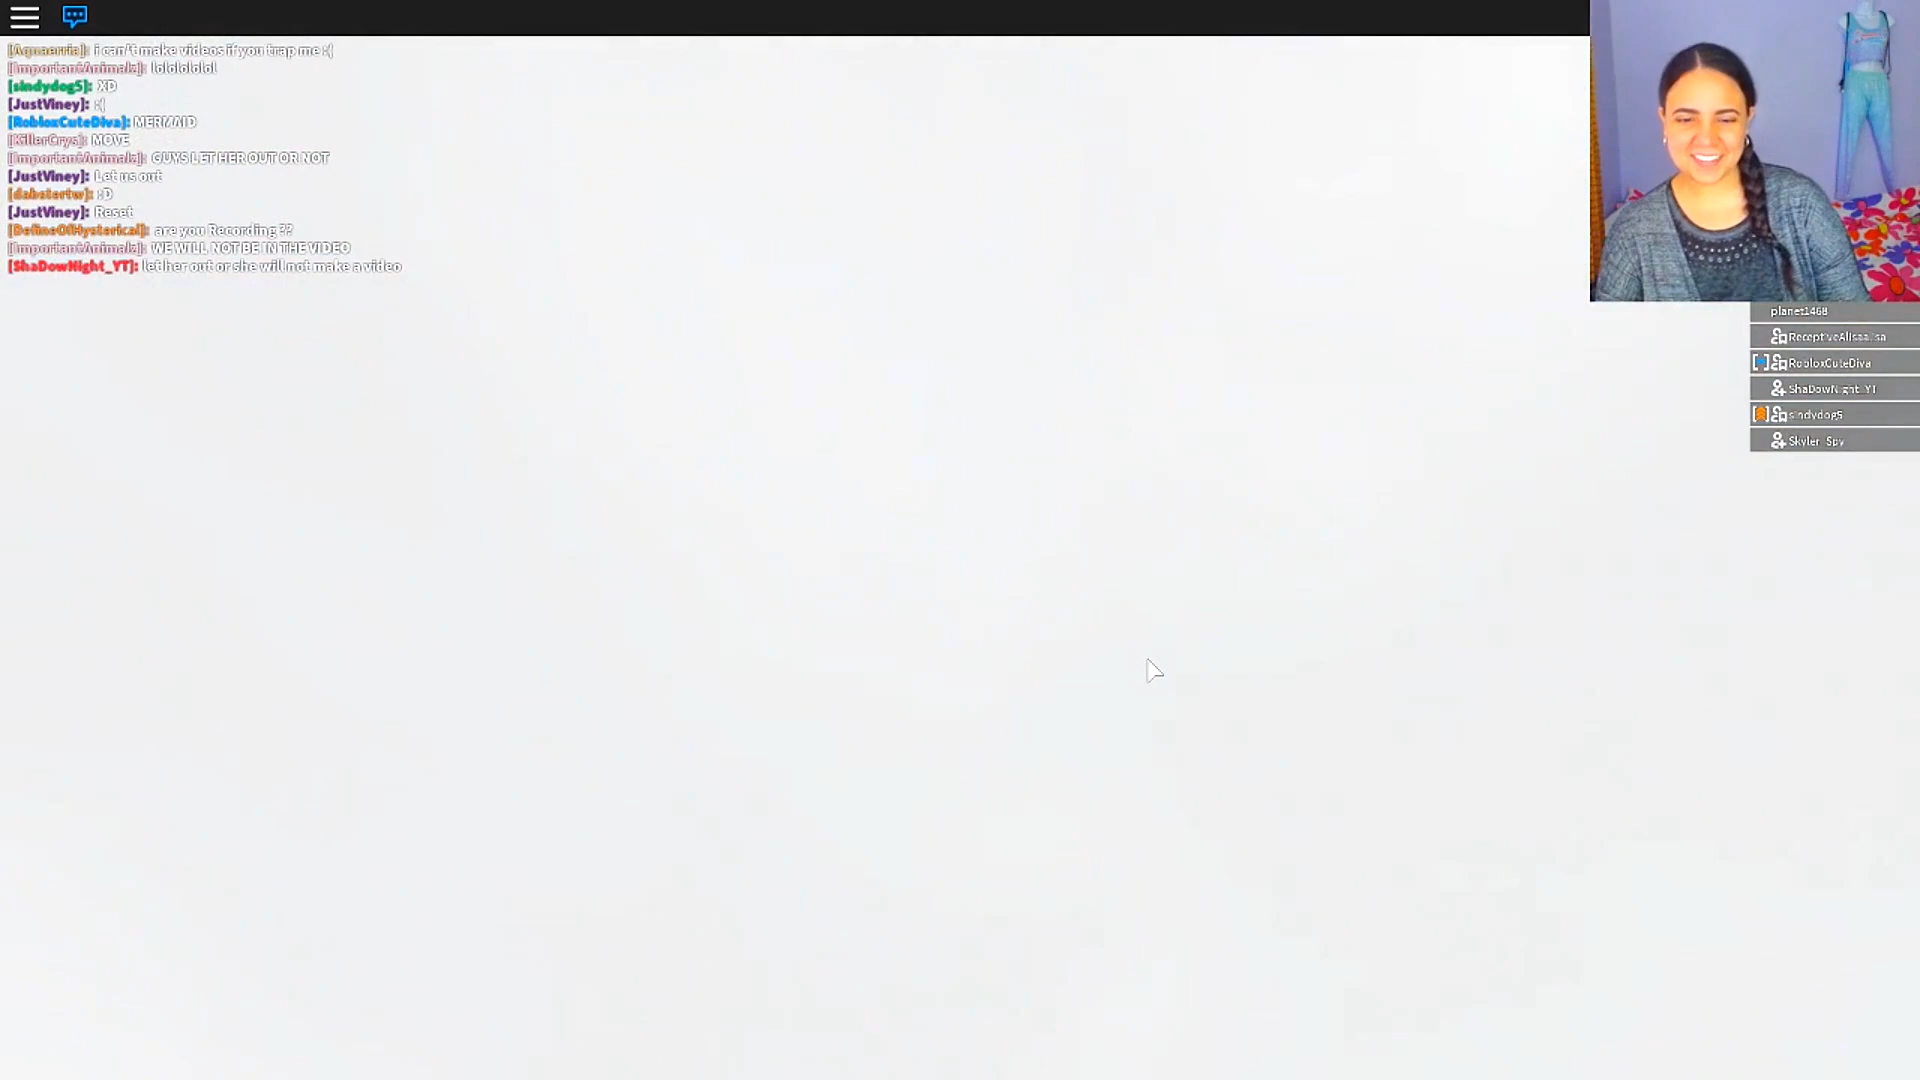 [Aquaerria]: i can't make videos if you trap me :(
[ImportantAnimalz]: lolololololol
[sindydog5]: XD
[JustViney]: :(
[RobloxCuteDiva]: MERMAID
[KillerCrys]: MOVE
[ImportantAnimalz]: GUYS LET HER OUT OR NOT
[JustViney]: Let us out
[dabstertw]: :D
[JustViney]: Reset
[DefineOfHysterical]: are you Recording ??
[ImportantAnimalz]: WE WILL NOT BE IN THE VIDEO
[ShaDowNight_YT]: let her out or she will not make a video
planet1468
RobloxCuteDiva
ShaDowNight_YT
sindydog5
Skyler_Spy